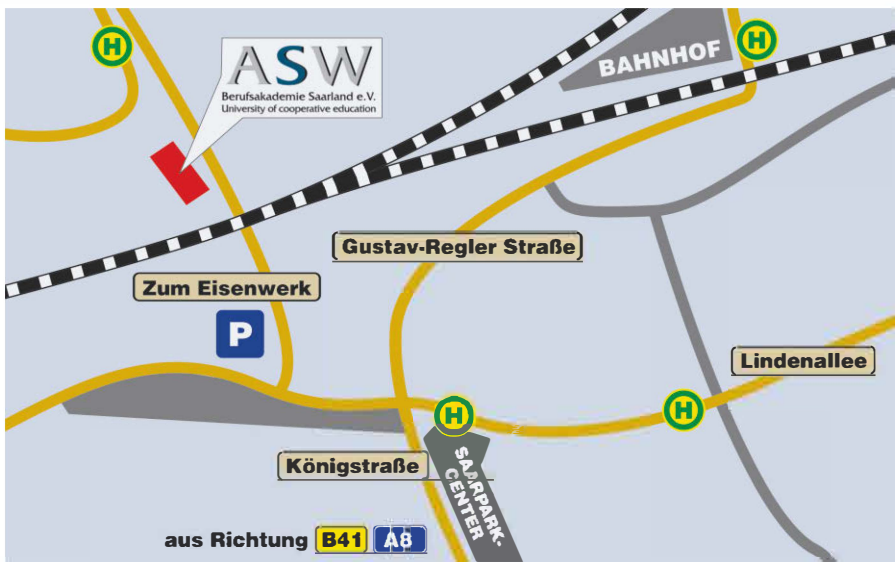 H
ASW
Berufsakademie Saarland e.V.
University of cooperative education
BAHNHOF
H
Gustav-Regler Straße
Zum Eisenwerk
P
Lindenallee
H
H
Königstraße
SAARPARK-
CENTER
aus Richtung B41 A8